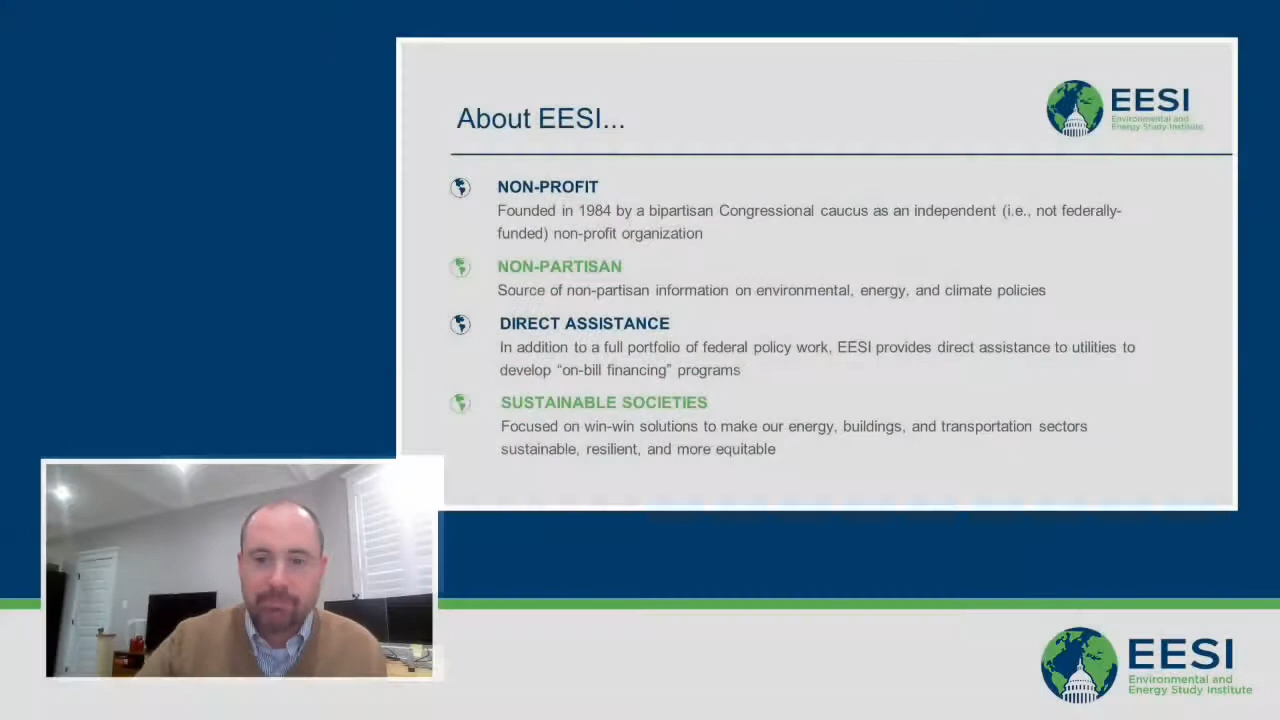 About EESI...
EESI
Environmental and
Energy Study Institute
NON-PROFIT
Founded in 1984 by a bipartisan Congressional caucus as an independent (i.e., not federally-
funded) non-profit organization
NON-PARTISAN
Source of non-partisan information on environmental, energy, and climate policies
DIRECT ASSISTANCE
In addition to a full portfolio of federal policy work, EESI provides direct assistance to utilities to
develop “on-bill financing” programs
SUSTAINABLE SOCIETIES
Focused on win-win solutions to make our energy, buildings, and transportation sectors
sustainable, resilient, and more equitable
EESI
Environmental and
Energy Study Institute